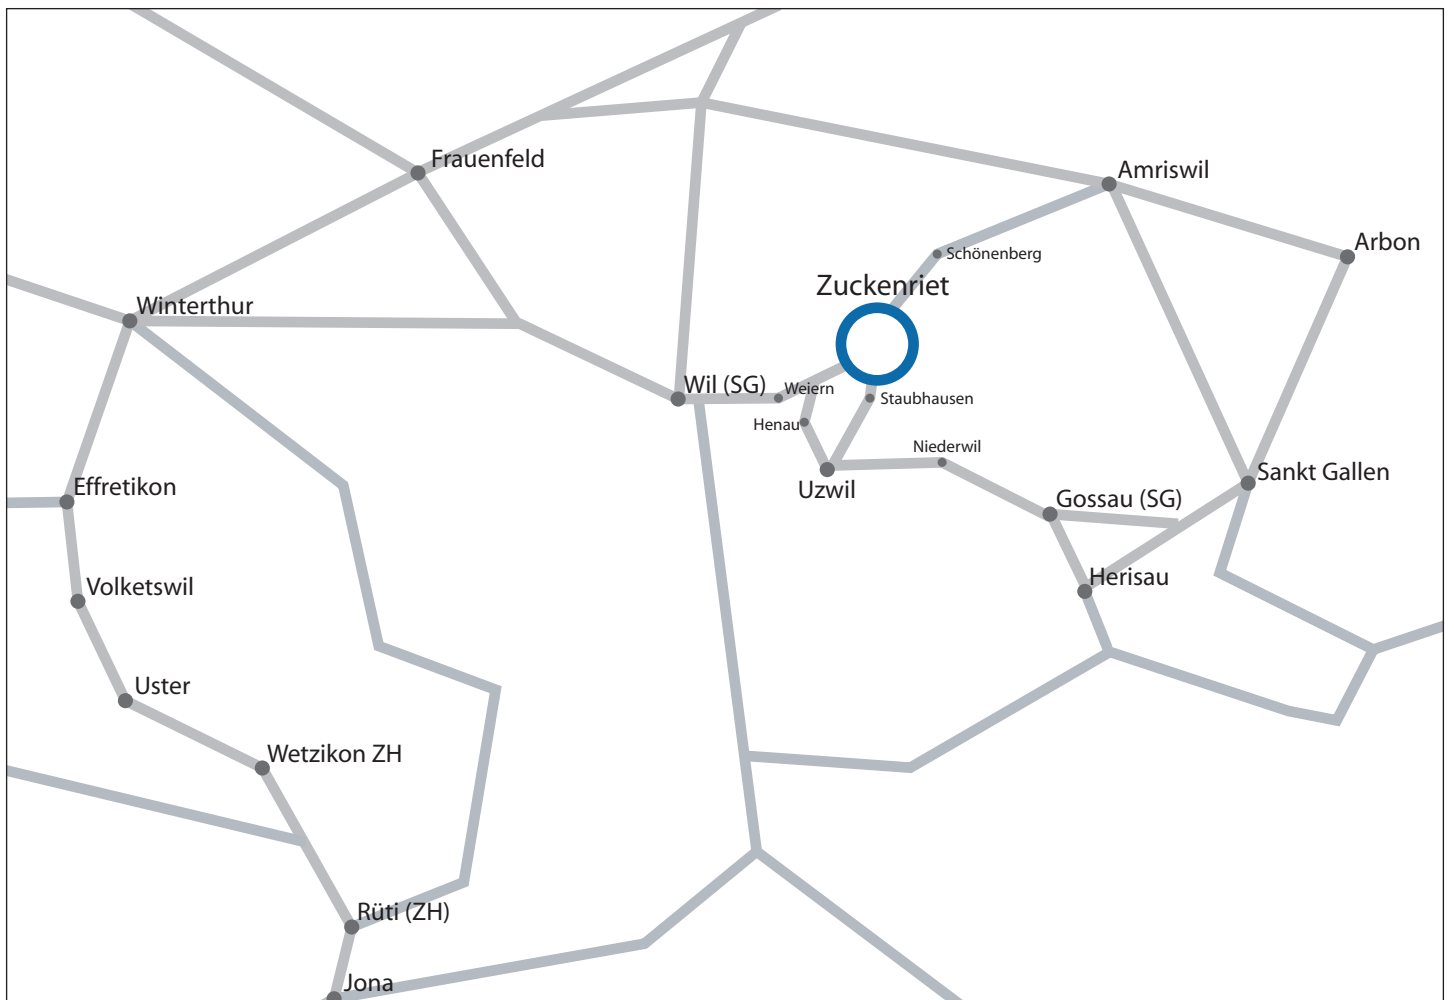 Frauenfeld
Amriswil
Arbon
Schönenberg
Zuckenriet
Winterthur
Wil (SG)
Weiern
Staubhausen
Henau
Niederwil
Uzwil
Sankt Gallen
Effretikon
Gossau (SG)
Herisau
Volketswil
Uster
Wetzikon ZH
Rüti (ZH)
Jona